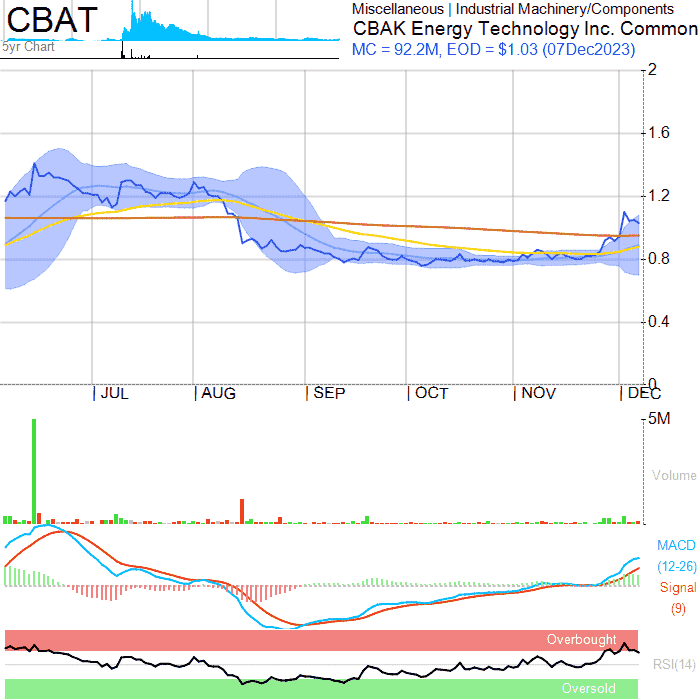 CBAT
5yr Chart
Miscellaneous | Industrial Machinery/Components
CBAK Energy Technology Inc. Common
MC = 92.2M, EOD = $1.03 (07Dec2023)
2
1.6
1.2
0.8
0.4
0
JUL AUG SEP OCT NOV DEC
5M
Volume
MACD
(12-26)
Signal
(9)
Overbought
RSI(14)
Oversold